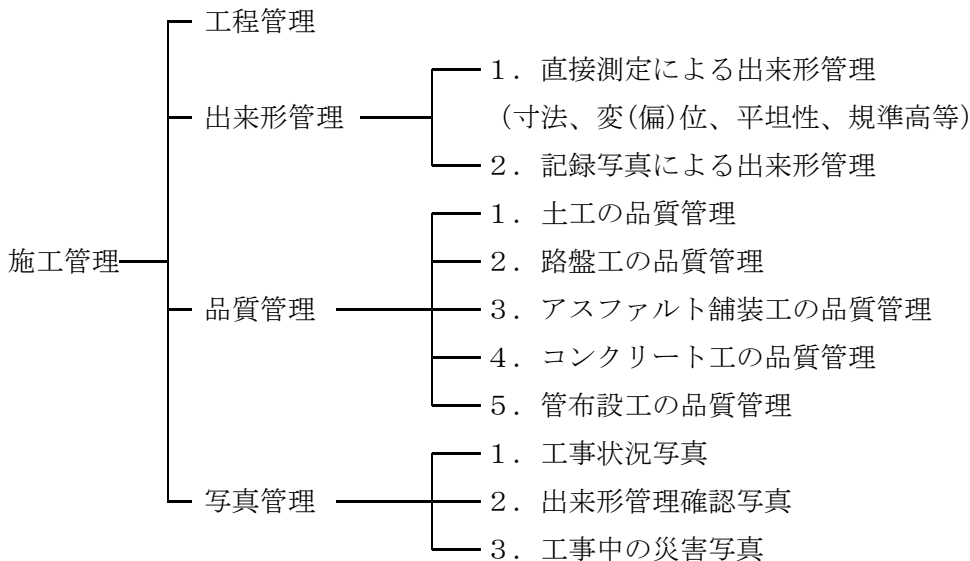 工程管理
1．直接測定による出来形管理
出来形管理
(寸法、変(偏)位、平坦性、規準高等)
2．記録写真による出来形管理
1．土工の品質管理
施工管理
2．路盤工の品質管理
品質管理
3．アスファルト舗装工の品質管理
4．コンクリート工の品質管理
5．管布設工の品質管理
1．工事状況写真
写真管理
2．出来形管理確認写真
3．工事中の災害写真